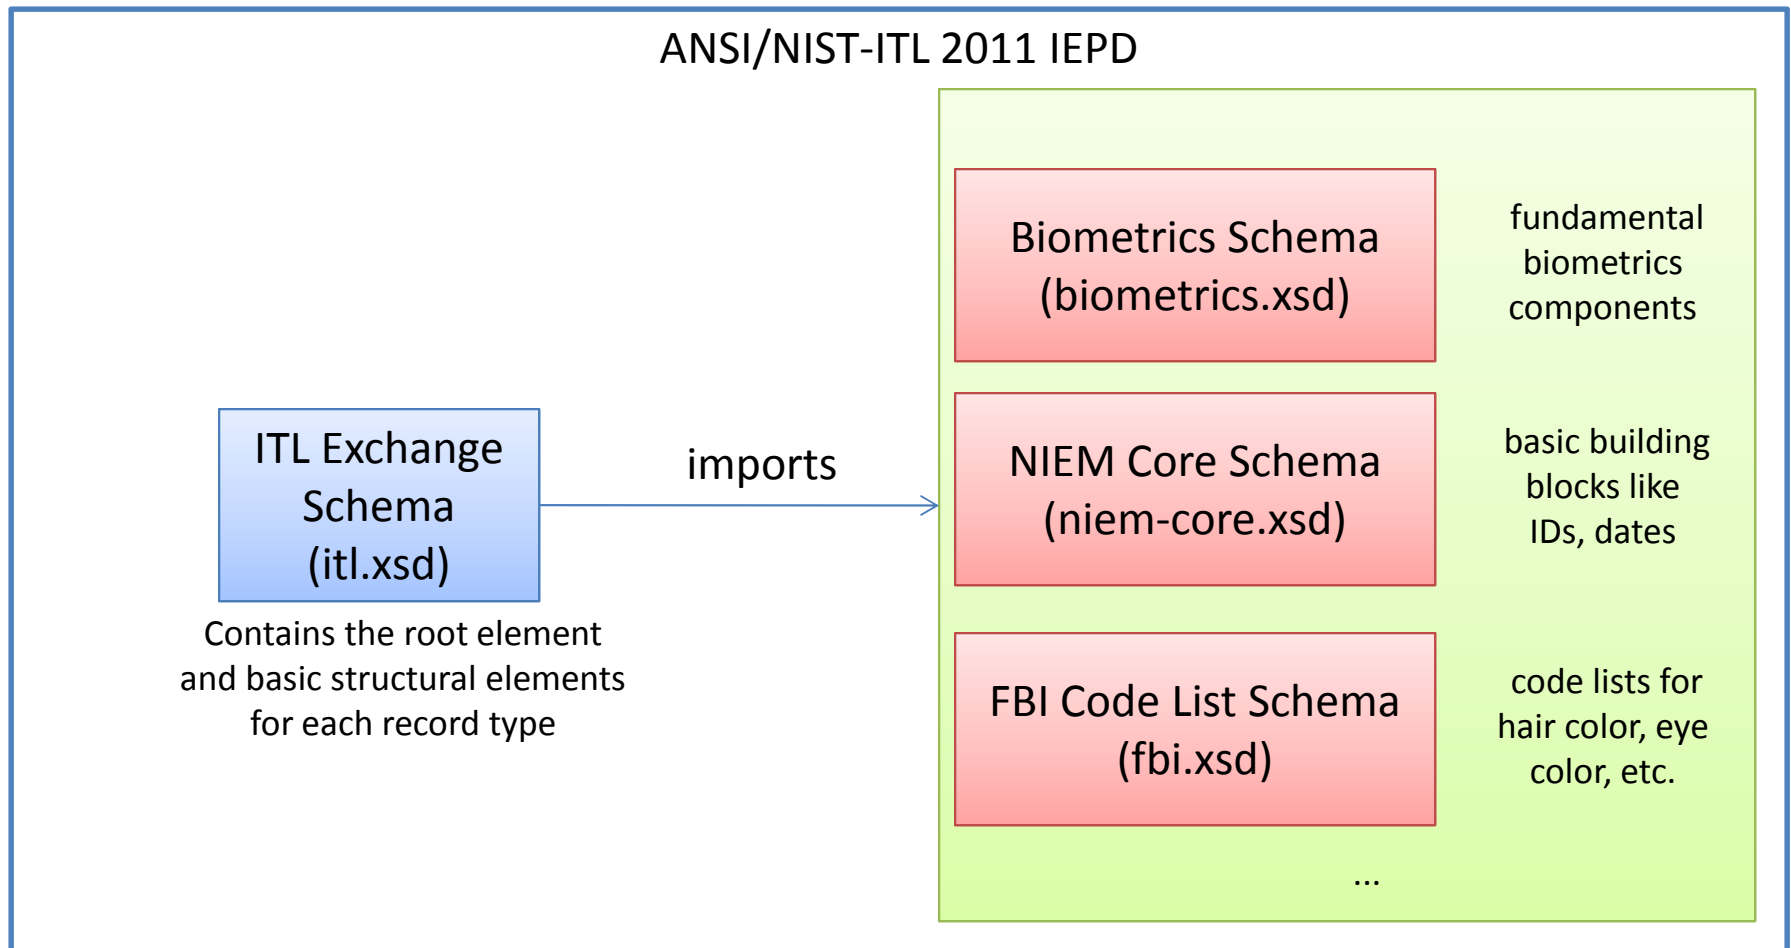 ANSI/NIST-ITL 2011 IEPD
ITL Exchange
Schema
(itl.xsd)
Contains the root element
and basic structural elements
for each record type
imports
Biometrics Schema
(biometrics.xsd)
fundamental
biometrics
components
NIEM Core Schema
(niem-core.xsd)
basic building
blocks like
IDs, dates
FBI Code List Schema
(fbi.xsd)
code lists for
hair color, eye
color, etc.
...